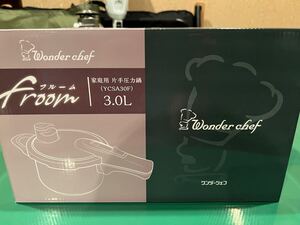 Wonder chef
フルーム
froom
家庭用 片手圧力鍋
(YCSA30F)
3.0L
Wonder chef
ワンダーシェフ